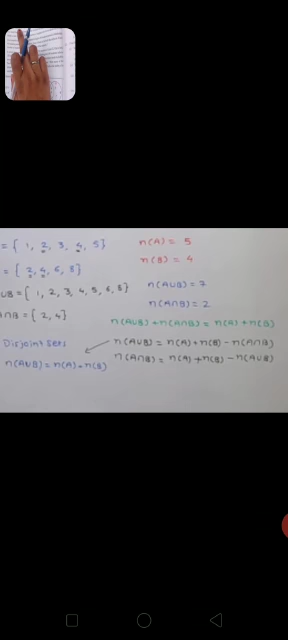 = { 1, 2, 3, 4, 5}
n(A) = 5
= { 2, 4, 6, 8}
n(B) = 4
∪B = { 1, 2, 3, 4, 5, 6, 8}
n(A∪B) = 7
A∩B = { 2, 4}
n(A∩B) = 2
n(A∪B) + n(A∩B) = n(A) + n(B)
Disjoint sets
n(A∪B) = n(A) + n(B) - n(A∩B)
n(A∪B) = n(A) + n(B)
n(A∩B) = n(A) + n(B) - n(A∪B)